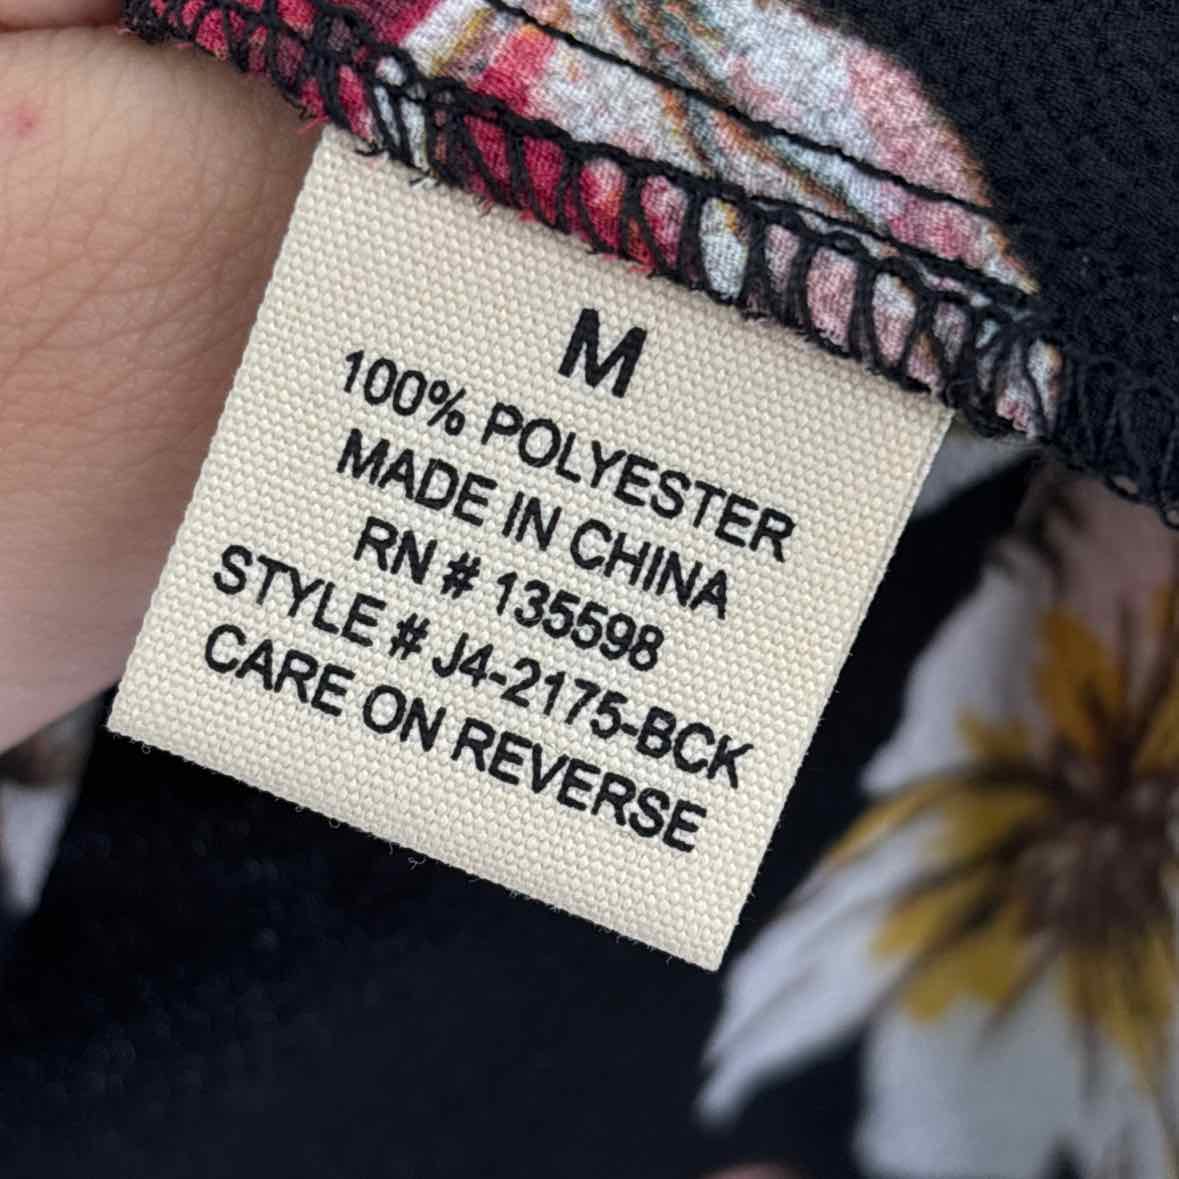 M
100% POLYESTER
MADE IN CHINA
RN # 135598
STYLE # J4-2175-BCK
CARE ON REVERSE